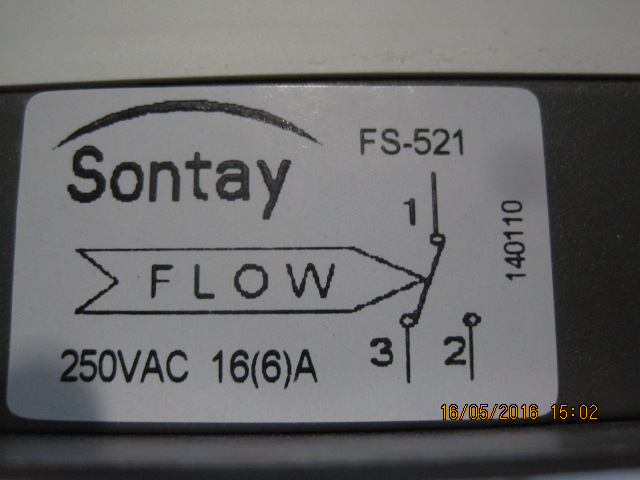 Sontay
FS-521
1
140110
FLOW
3
2
250VAC 16(6)A
16/05/2016 15:02